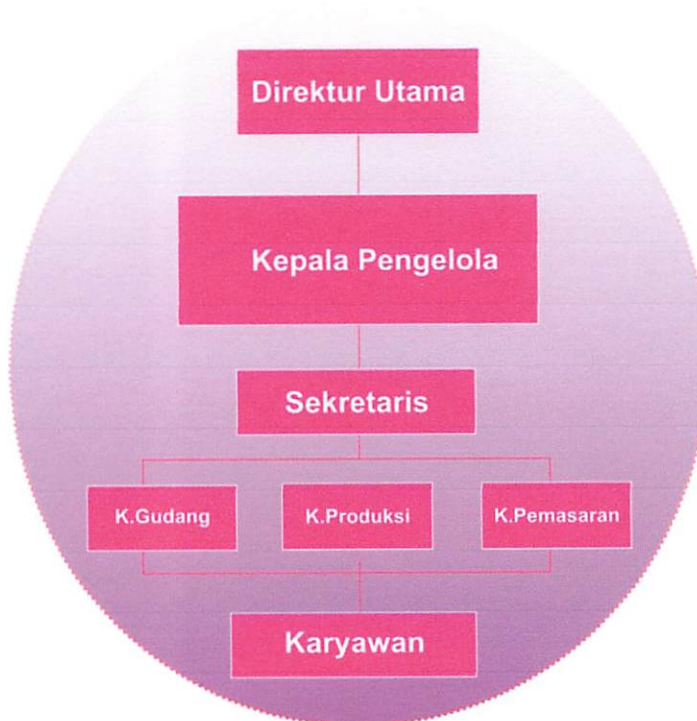 Direktur Utama
Kepala Pengelola
Sekretaris
K.Gudang
K.Produksi
K.Pemasaran
Karyawan